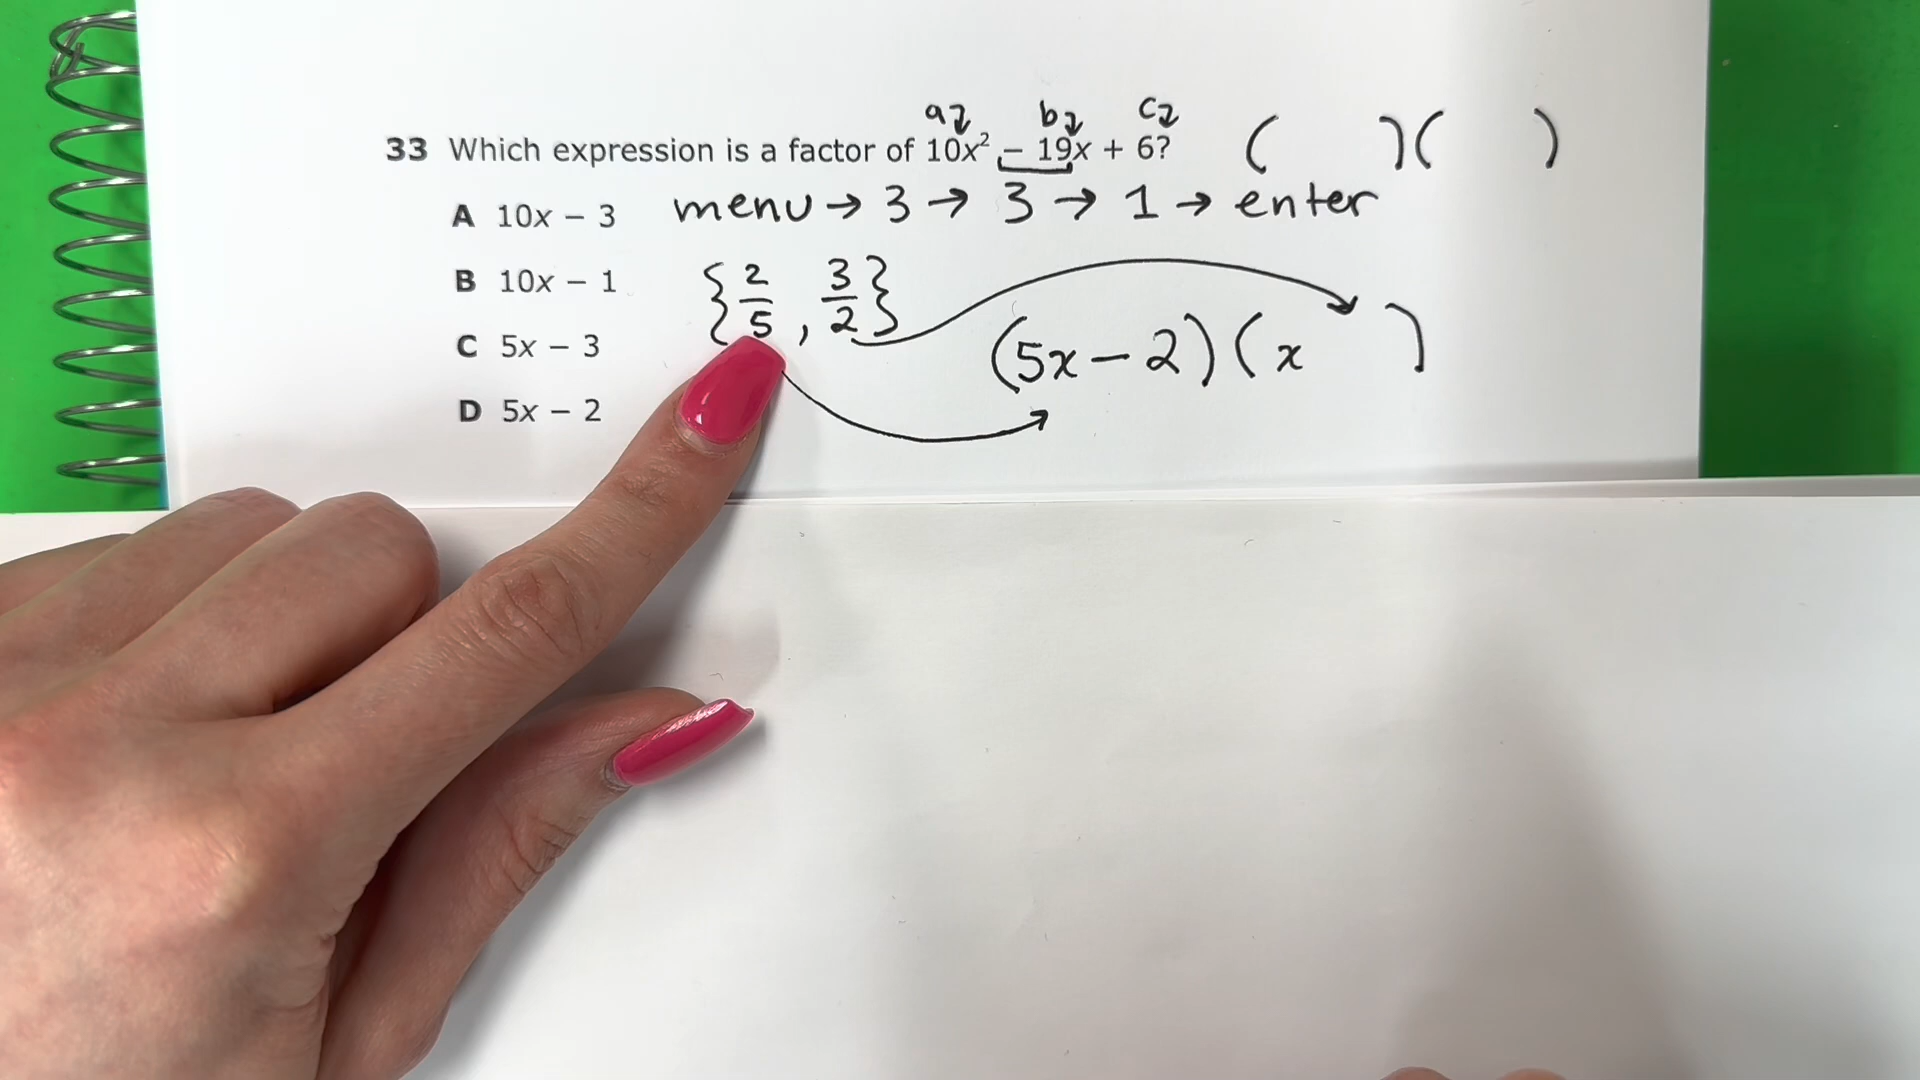 a b c
33 Which expression is a factor of 10x² − 19x + 6? ( )( )
A 10x − 3 menu → 3 → 3 → 1 → enter
B 10x − 1 {2/5, 3/2}
C 5x − 3 (5x − 2)(x )
D 5x − 2